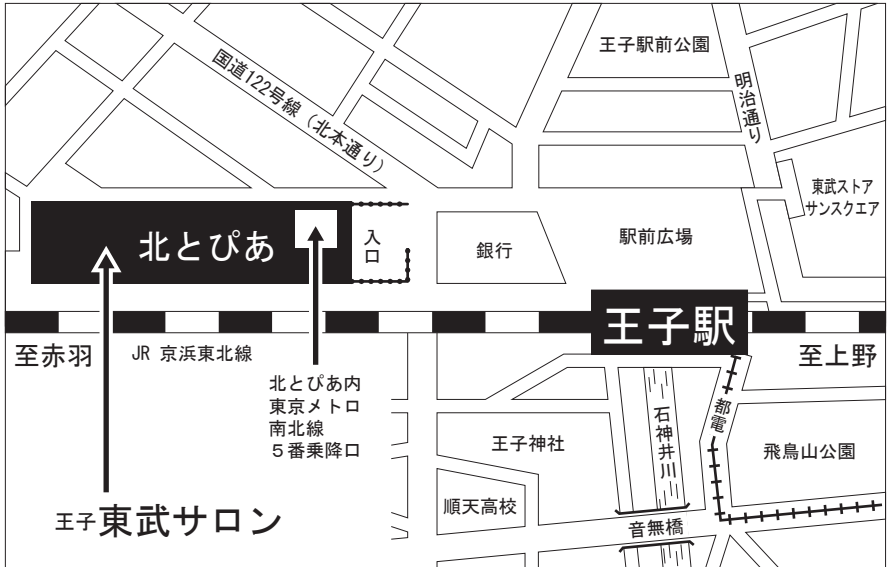 王子駅前公園
国道122号線（北本通り）
明治通り
東武ストア
サンスクエア
北とぴあ
入口
銀行
駅前広場
王子駅
至赤羽
JR 京浜東北線
至上野
北とぴあ内
東京メトロ
南北線
５番乗降口
王子神社
石神井川
都電
飛鳥山公園
順天高校
音無橋
王子 東武サロン